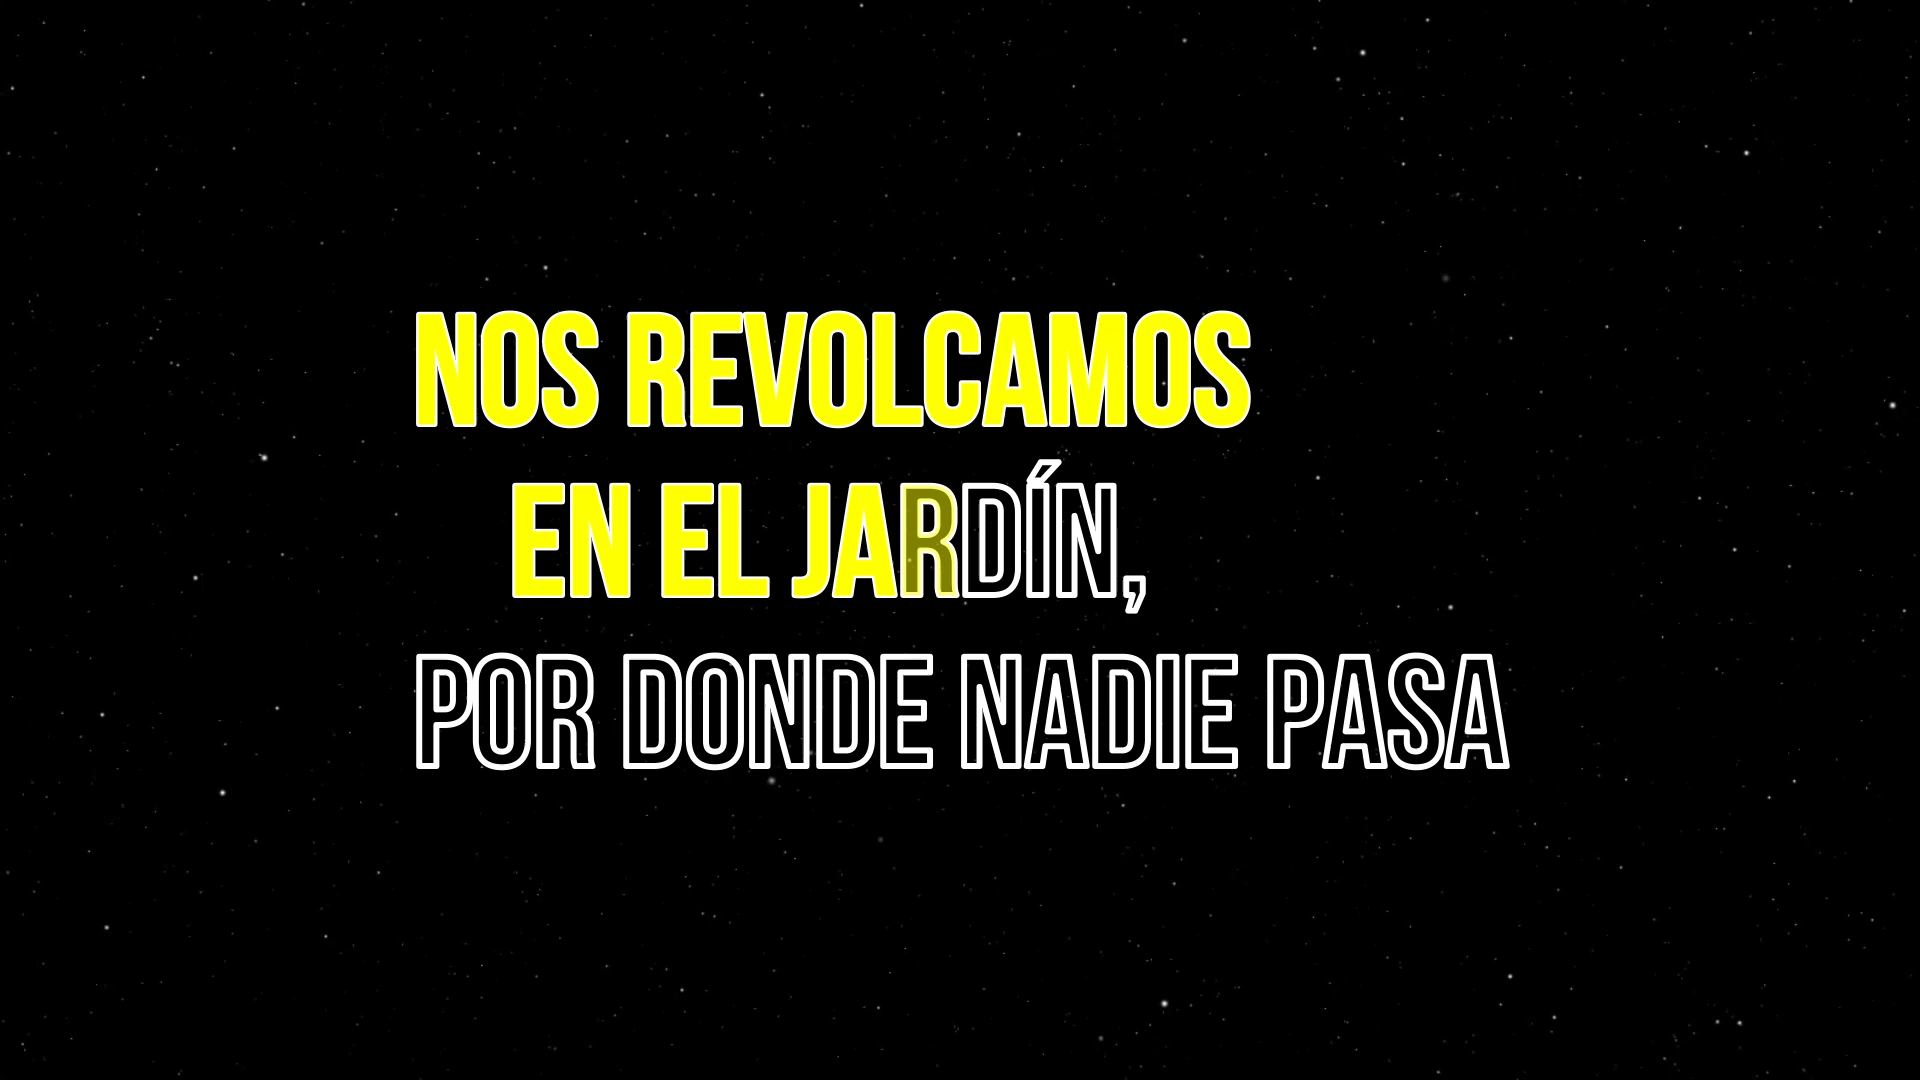 NOS REVOLCAMOS
EN EL JARDÍN,
POR DONDE NADIE PASA